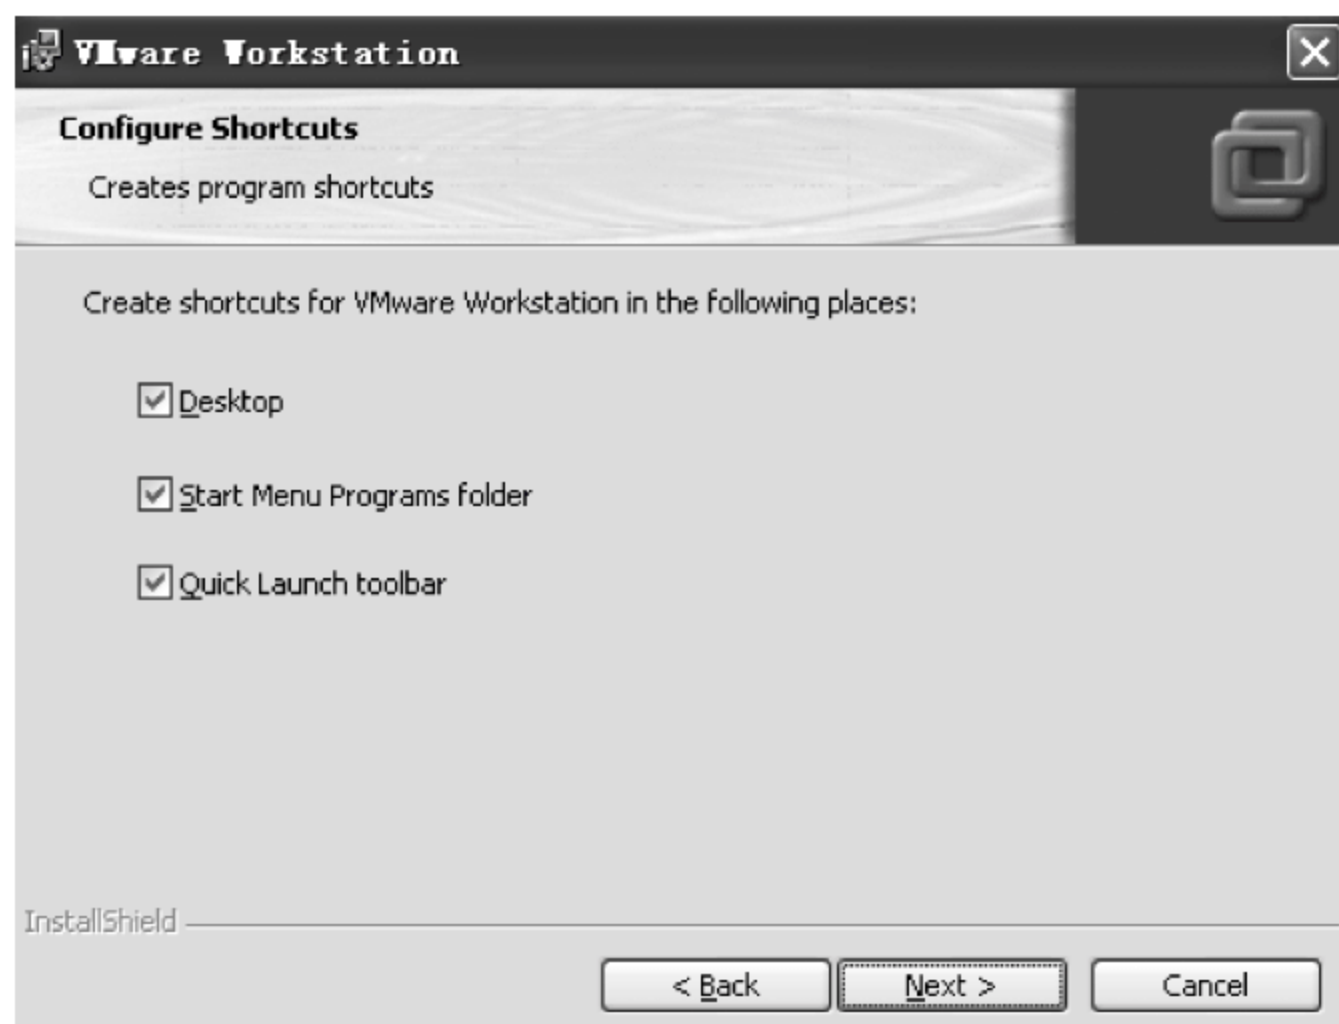 VMware Workstation
Configure Shortcuts
Creates program shortcuts
Create shortcuts for VMware Workstation in the following places:
Desktop
Start Menu Programs folder
Quick Launch toolbar
InstallShield
< Back Next > Cancel